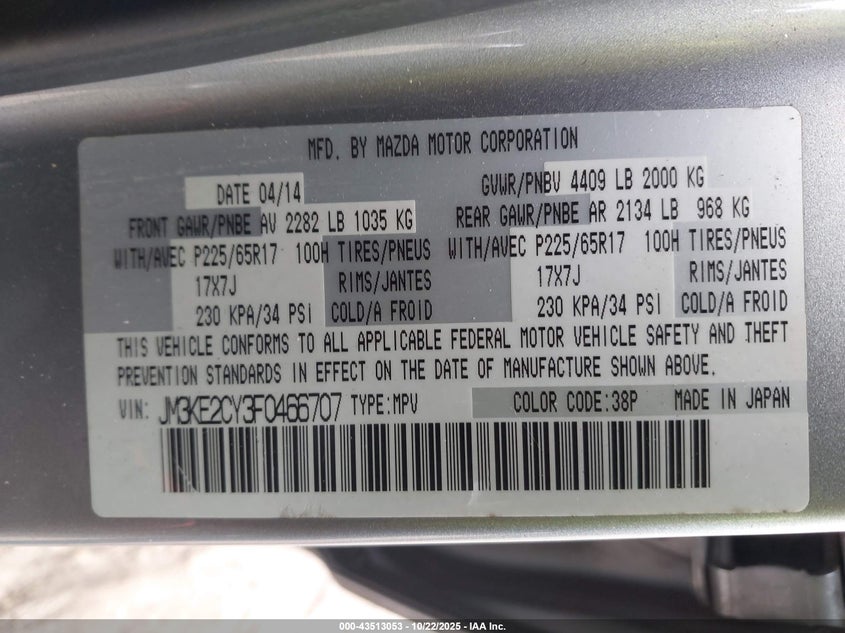 MFD. BY MAZDA MOTOR CORPORATION
DATE 04/14 GVWR/PNBV 4409 LB 2000 KG
FRONT GAWR/PNBE AV 2282 LB 1035 KG REAR GAWR/PNBE AR 2134 LB 968 KG
WITH/AVEC P225/65R17 100H TIRES/PNEUS WITH/AVEC P225/65R17 100H TIRES/PNEUS
17X7J RIMS/JANTES 17X7J RIMS/JANTES
230 KPA/34 PSI COLD/A FROID 230 KPA/34 PSI COLD/A FROID
THIS VEHICLE CONFORMS TO ALL APPLICABLE FEDERAL MOTOR VEHICLE SAFETY AND THEFT
PREVENTION STANDARDS IN EFFECT ON THE DATE OF MANUFACTURE SHOWN ABOVE.
VIN: JM3KE2CY3F0466707 TYPE:MPV COLOR CODE:38P MADE IN JAPAN
000-43513053 - 10/22/2025 - IAA Inc.